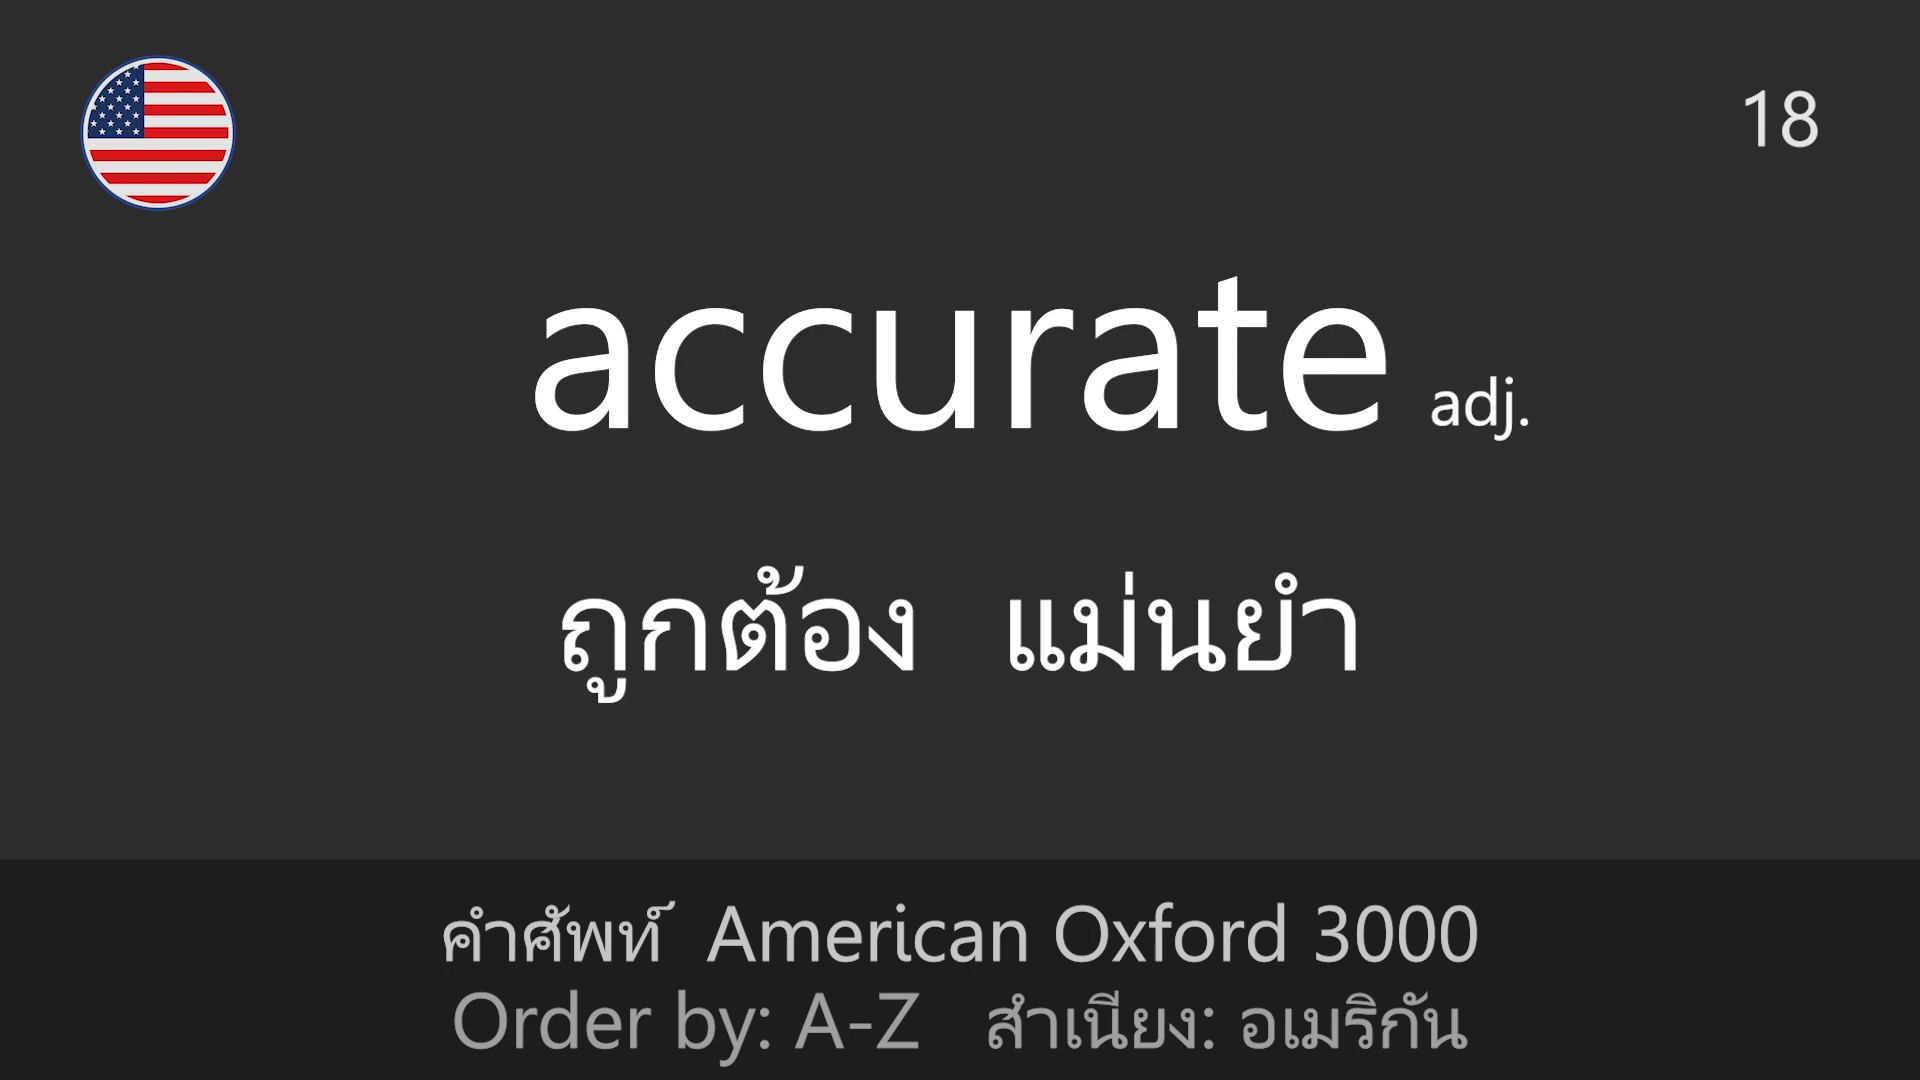 18
accurate adj.
ถูกต้อง แม่นยำ
คำศัพท์ American Oxford 3000
Order by: A-Z สำเนียง: อเมริกัน